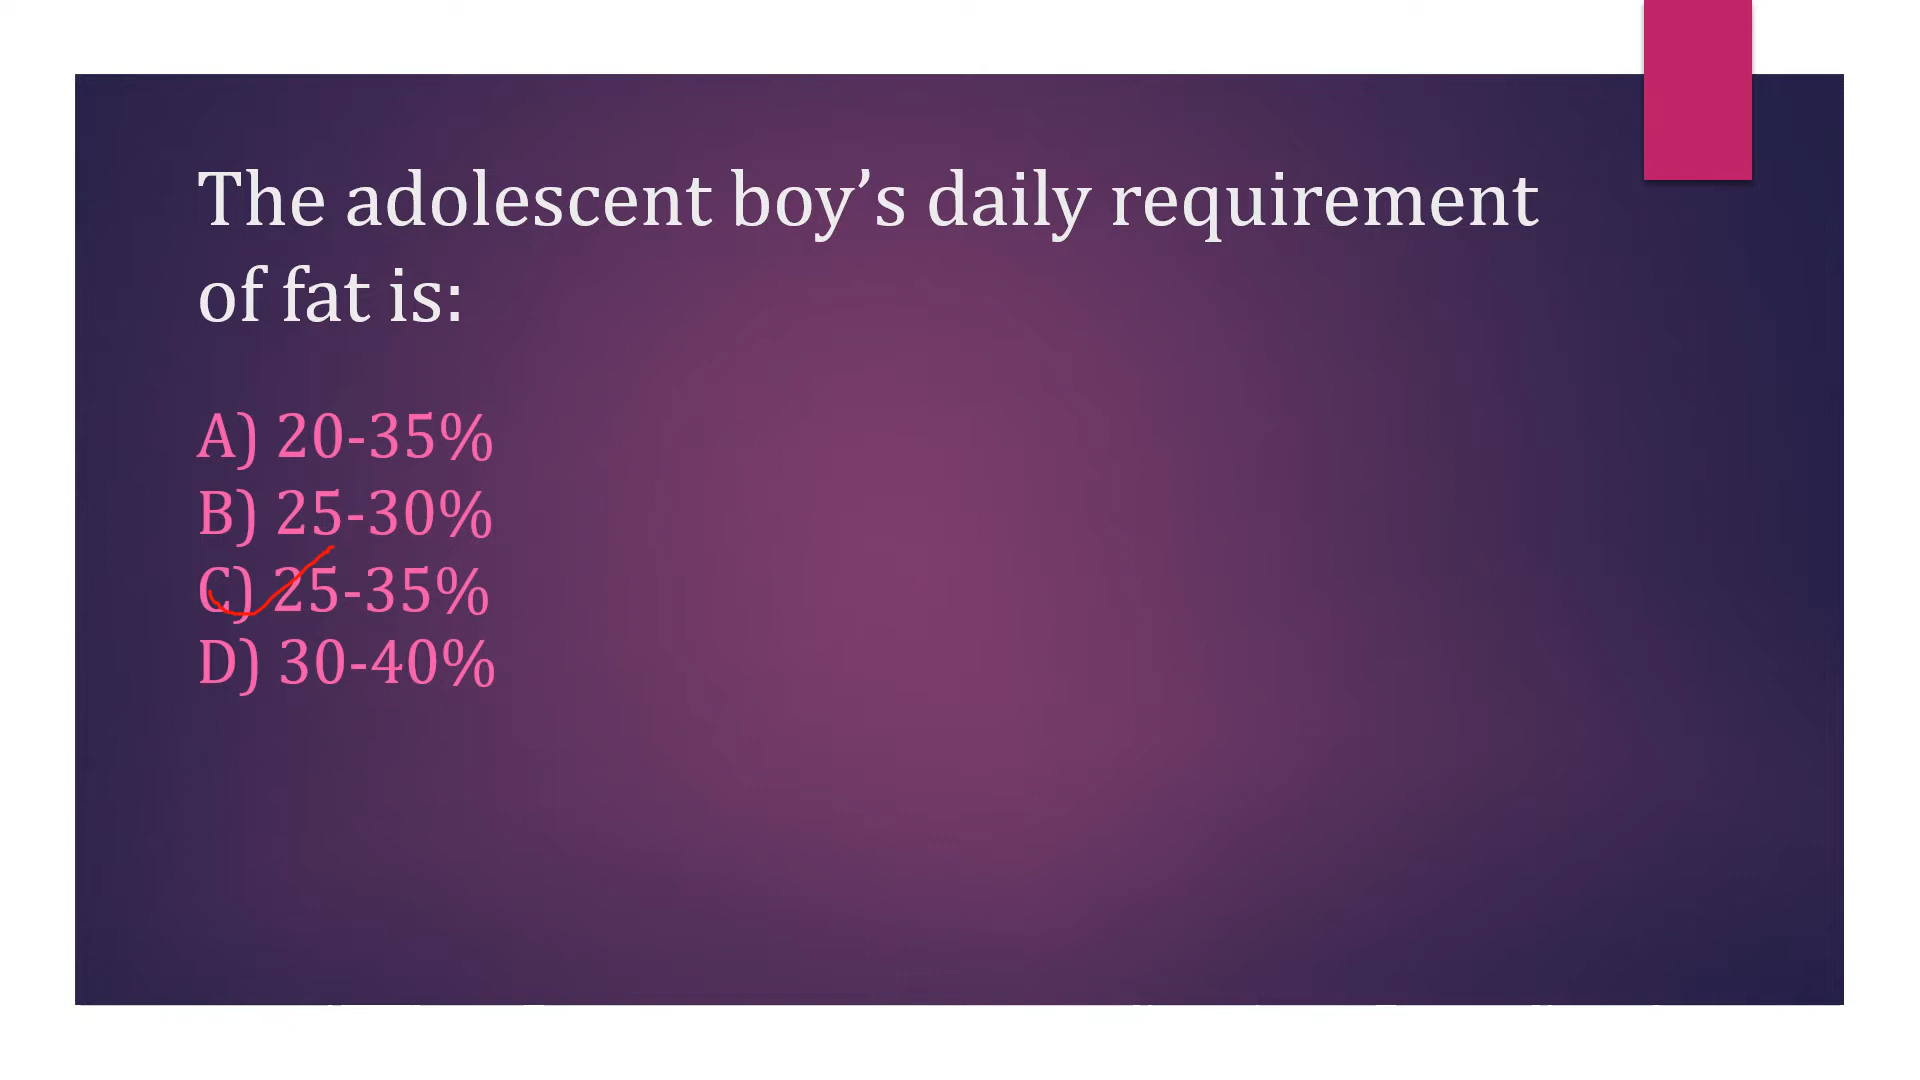 The adolescent boy’s daily requirement
of fat is:
A) 20-35%
B) 25-30%
C) 25-35%
D) 30-40%